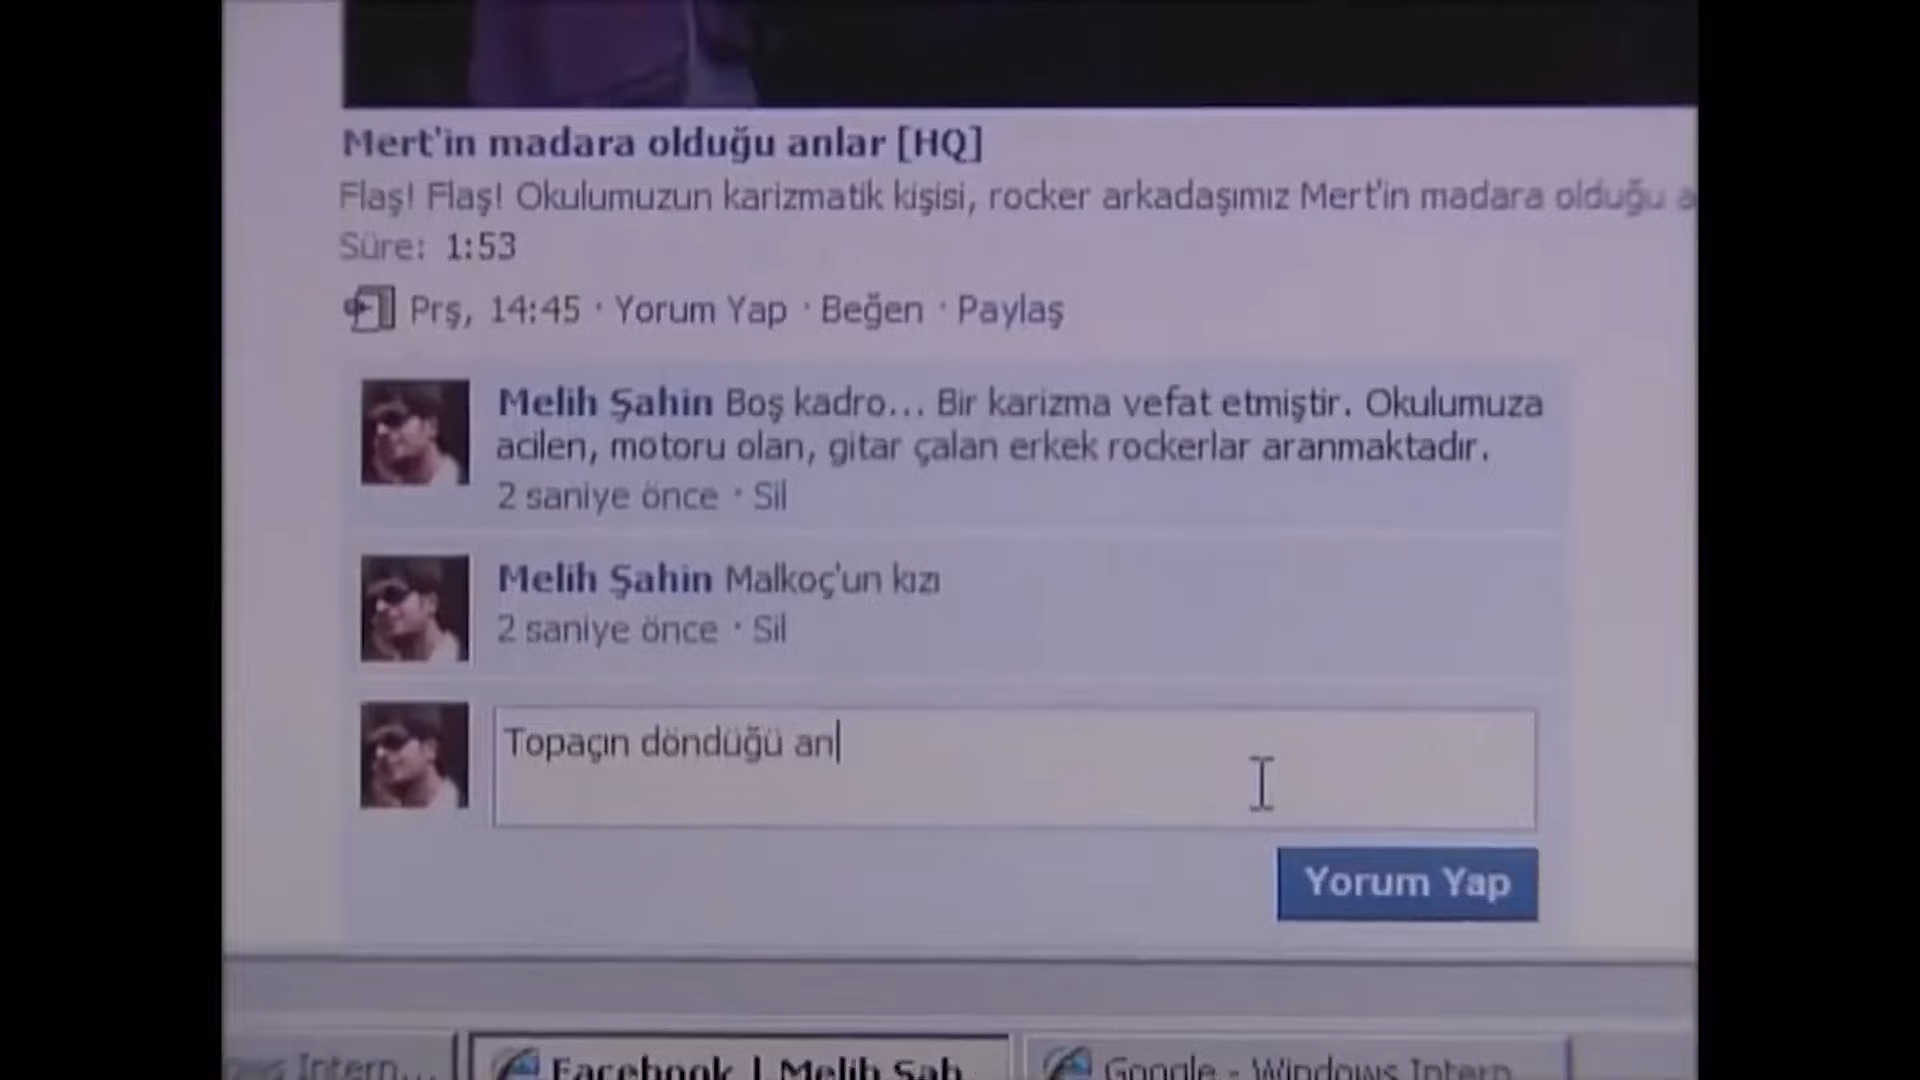 Mert'in madara olduğu anlar [HQ]
Flaş! Flaş! Okulumuzun karizmatik kişisi, rocker arkadaşımız Mert'in madara olduğu a
Süre: 1:53
Prş, 14:45 · Yorum Yap · Beğen · Paylaş
Melih Şahin Boş kadro... Bir karizma vefat etmiştir. Okulumuza
acilen, motoru olan, gitar çalan erkek rockerlar aranmaktadır.
2 saniye önce · Sil
Melih Şahin Malkoç'un kızı
2 saniye önce · Sil
Topaçın döndüğü an
Yorum Yap
Intern... Facebook | Melih Şah Google - Windows Intern